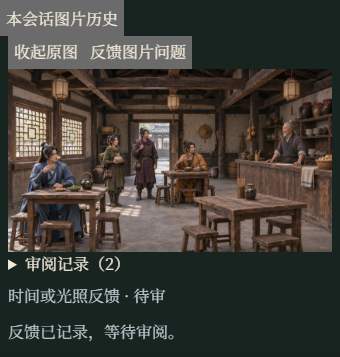 本会话图片历史
收起原图 反馈图片问题
▶ 审阅记录（2）
时间或光照反馈 · 待审
反馈已记录，等待审阅。